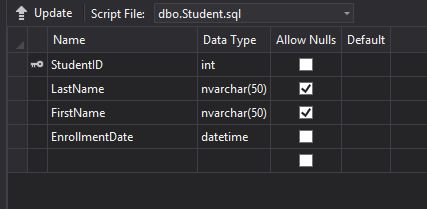 Update Script File: dbo.Student.sql
Name Data Type Allow Nulls Default
StudentID int
LastName nvarchar(50)
FirstName nvarchar(50)
EnrollmentDate datetime